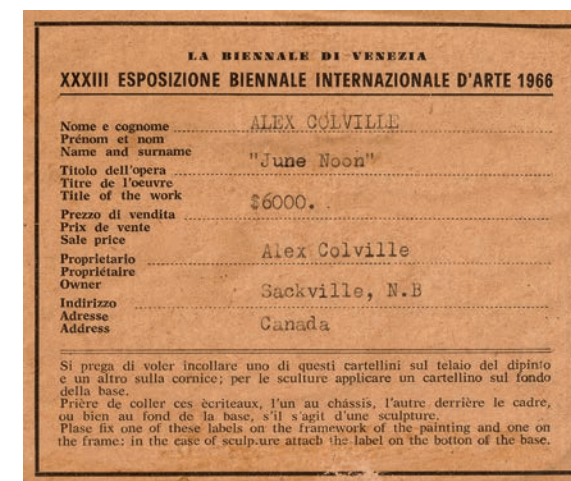 LA BIENNALE DI VENEZIA
XXXIII ESPOSIZIONE BIENNALE INTERNAZIONALE D'ARTE 1966
Nome e cognome ALEX COLVILLE
Prénom et nom
Name and surname
"June Noon"
Titolo dell'opera
Titre de l'oeuvre
Title of the work
$6000.
Prezzo di vendita
Prix de vente
Sale price
Alex Colville
Proprietario
Propriétaire
Owner
Sackville, N.B
Indirizzo
Adresse
Address Canada
Si prega di voler incollare uno di questi cartellini sul telaio del dipinto
e un altro sulla cornice; per le sculture applicare un cartellino sul fondo
della base.
Prière de coller ces ècriteaux, l'un au châssis, l'autre derrière le cadre,
ou bien au fond de la base, s'il s'agit d'une sculpture.
Plase fix one of these labels on the framework of the painting and one on
the frame: in the case of sculp.ure attach the label on the botton of the base.